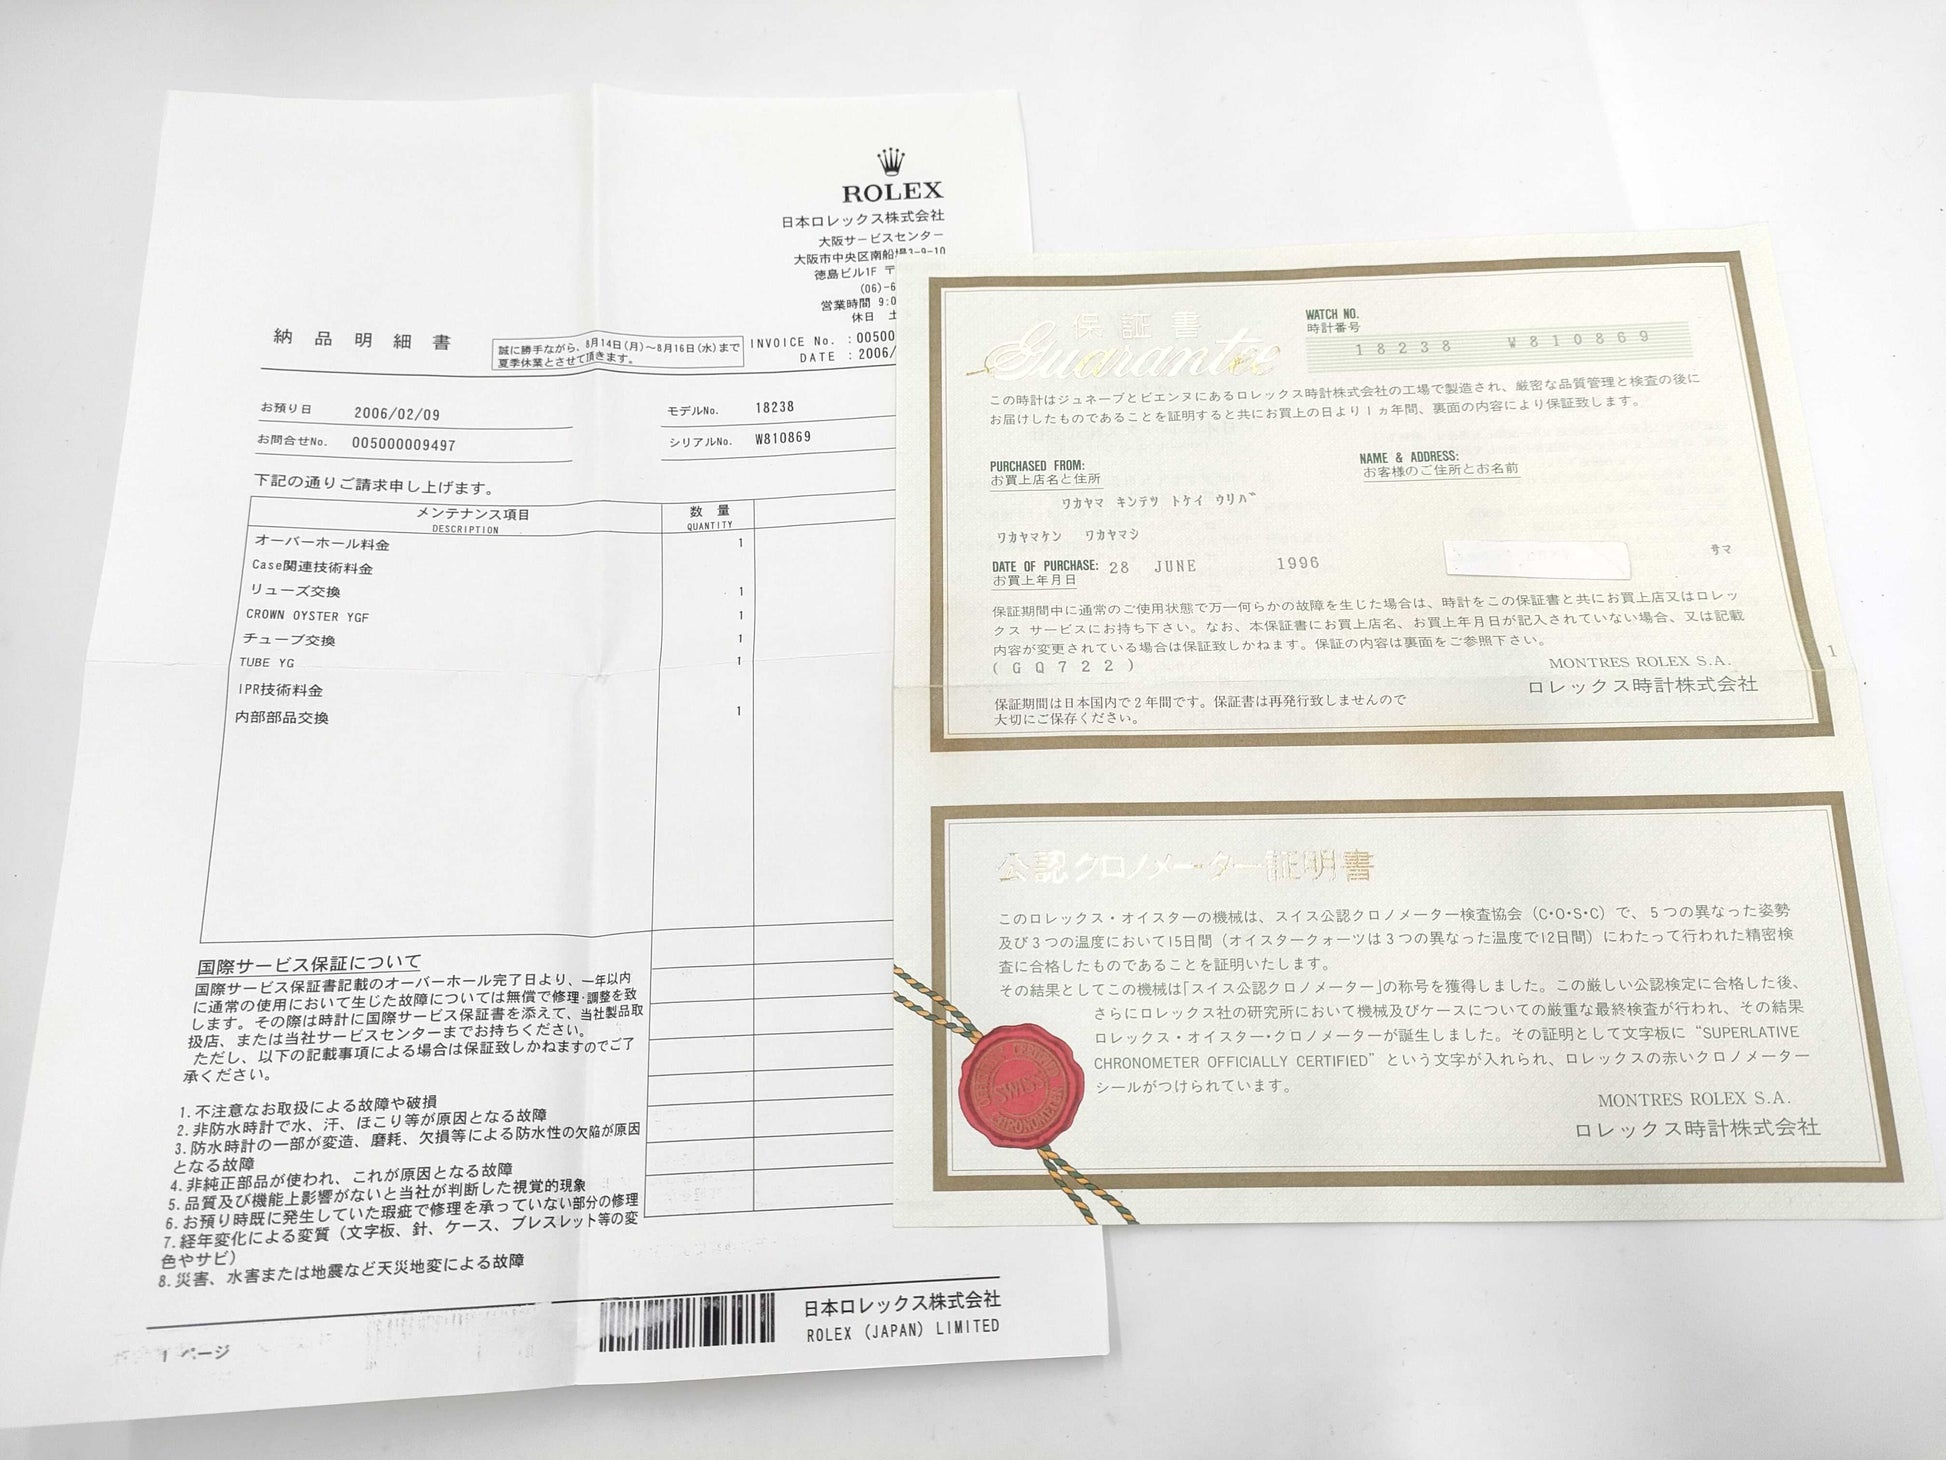 ROLEX
日本ロレックス株式会社
大阪サービスセンター
大阪市中央区南船場3-9-10
徳島ビル1F 〒
(06)-6
営業時間 9:0
休日 土
納品明細書
誠に勝手ながら、8月14日(月)～8月16日(水)まで
夏季休業とさせて頂きます。
INVOICE No. :00500
DATE :2006/
お預り日 2006/02/09
モデルNo. 18238
お問合せNo. 005000009497
シリアルNo. W810869
下記の通りご請求申し上げます。
メンテナンス項目 数量
DESCRIPTION QUANTITY
オーバーホール料金 1
Case関連技術料金
リューズ交換 1
CROWN OYSTER YGF 1
チューブ交換 1
TUBE YG 1
IPR技術料金
内部部品交換 1
国際サービス保証について
国際サービス保証書記載のオーバーホール完了日より、一年以内
に通常の使用において生じた故障については無償で修理・調整を致
します。その際は時計に国際サービス保証書を添えて、当社製品取
扱店、または当社サービスセンターまでお持ちください。
ただし、以下の記載事項による場合は保証致しかねますのでご了
承ください。
1.不注意なお取扱による故障や破損
2.非防水時計で水、汗、ほこり等が原因となる故障
3.防水時計の一部が変造、磨耗、欠損等による防水性の欠陥が原因
となる故障
4.非純正部品が使われ、これが原因となる故障
5.品質及び機能上影響がないと当社が判断した視覚的現象
6.お預り時既に発生していた瑕疵で修理を承っていない部分の修理
7.経年変化による変質（文字板、針、ケース、ブレスレット等の変
色やサビ）
8.災害、水害または地震など天災地変による故障
1 ページ
日本ロレックス株式会社
ROLEX (JAPAN) LIMITED
保証書
Guarantee
WATCH NO.
時計番号
18238 W810869
この時計はジュネーブとビエンヌにあるロレックス時計株式会社の工場で製造され、厳密な品質管理と検査の後に
お届けしたものであることを証明すると共にお買上の日より1ヵ年間、裏面の内容により保証致します。
PURCHASED FROM:
お買上店名と住所
NAME & ADDRESS:
お客様のご住所とお名前
ワカヤマ キンテツ トケイ ウリバ
ワカヤマケン ワカヤマシ
サマ
DATE OF PURCHASE: 28 JUNE 1996
お買上年月日
保証期間中に通常のご使用状態で万一何らかの故障を生じた場合は、時計をこの保証書と共にお買上店又はロレッ
クス サービスにお持ち下さい。なお、本保証書にお買上店名、お買上年月日が記入されていない場合、又は記載
内容が変更されている場合は保証致しかねます。保証の内容は裏面をご参照下さい。
(GQ722)
MONTRES ROLEX S.A.
ロレックス時計株式会社
1
保証期間は日本国内で2年間です。保証書は再発行致しませんので
大切にご保存ください。
公認クロノメーター証明書
このロレックス・オイスターの機械は、スイス公認クロノメーター検査協会（C・O・S・C）で、5つの異なった姿勢
及び3つの温度において15日間（オイスタークォーツは3つの異なった温度で12日間）にわたって行われた精密検
査に合格したものであることを証明いたします。
その結果としてこの機械は「スイス公認クロノメーター」の称号を獲得しました。この厳しい公認検定に合格した後、
さらにロレックス社の研究所において機械及びケースについての厳重な最終検査が行われ、その結果
ロレックス・オイスター・クロノメーターが誕生しました。その証明として文字板に “SUPERLATIVE
CHRONOMETER OFFICIALLY CERTIFIED” という文字が入れられ、ロレックスの赤いクロノメーター
シールがつけられています。
MONTRES ROLEX S.A.
ロレックス時計株式会社
SWISS
CHRONOMETER